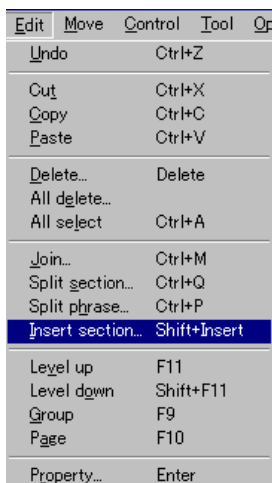 Edit Move Control Tool Op
Undo Ctrl+Z
Cut Ctrl+X
Copy Ctrl+C
Paste Ctrl+V
Delete... Delete
All delete...
All select Ctrl+A
Join... Ctrl+M
Split section... Ctrl+Q
Split phrase... Ctrl+P
Insert section... Shift+Insert
Level up F11
Level down Shift+F11
Group F9
Page F10
Property... Enter